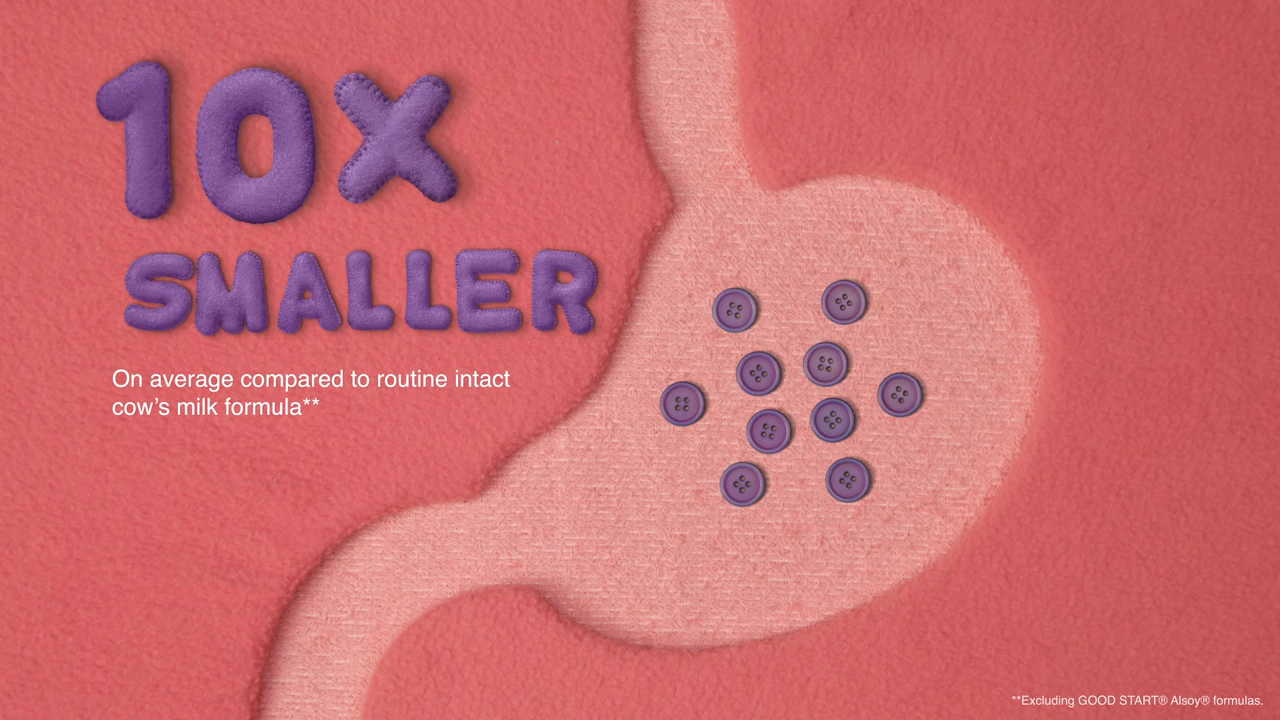 10X
SMALLER
On average compared to routine intact
cow's milk formula**
**Excluding GOOD START® Alsoy® formulas.